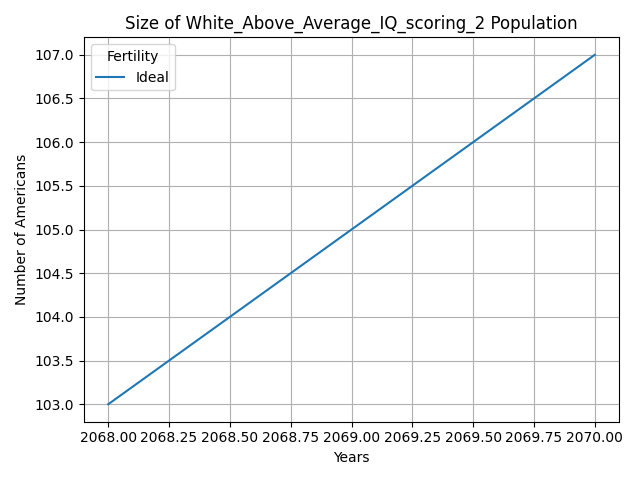 Size of White_Above_Average_IQ_scoring_2 Population
Fertility
Ideal
Number of Americans
107.0
106.5
106.0
105.5
105.0
104.5
104.0
103.5
103.0
2068.00 2068.25 2068.50 2068.75 2069.00 2069.25 2069.50 2069.75 2070.00
Years